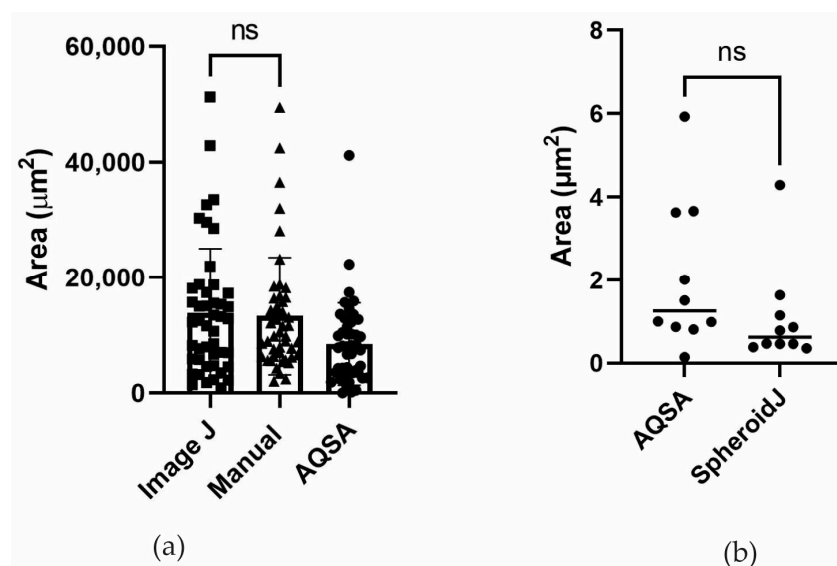 ns
60,000
40,000
20,000
0
Area (μm²)
Image J
Manual
AQSA
(a)
ns
8
6
4
2
0
Area (μm²)
AQSA
SpheroidJ
(b)